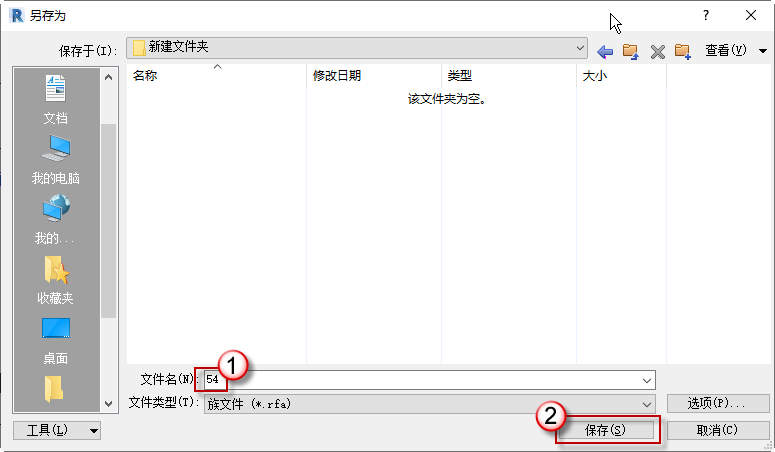 R 另存为 ?
保存于(I): 新建文件夹 查看(V)
名称 修改日期 类型 大小
该文件夹为空。
文档
我的电脑
我的...
收藏夹
桌面
1
文件名(N): 54
文件类型(T): 族文件 (*.rfa) 选项(P)...
2
工具(L) 保存(S) 取消(C)